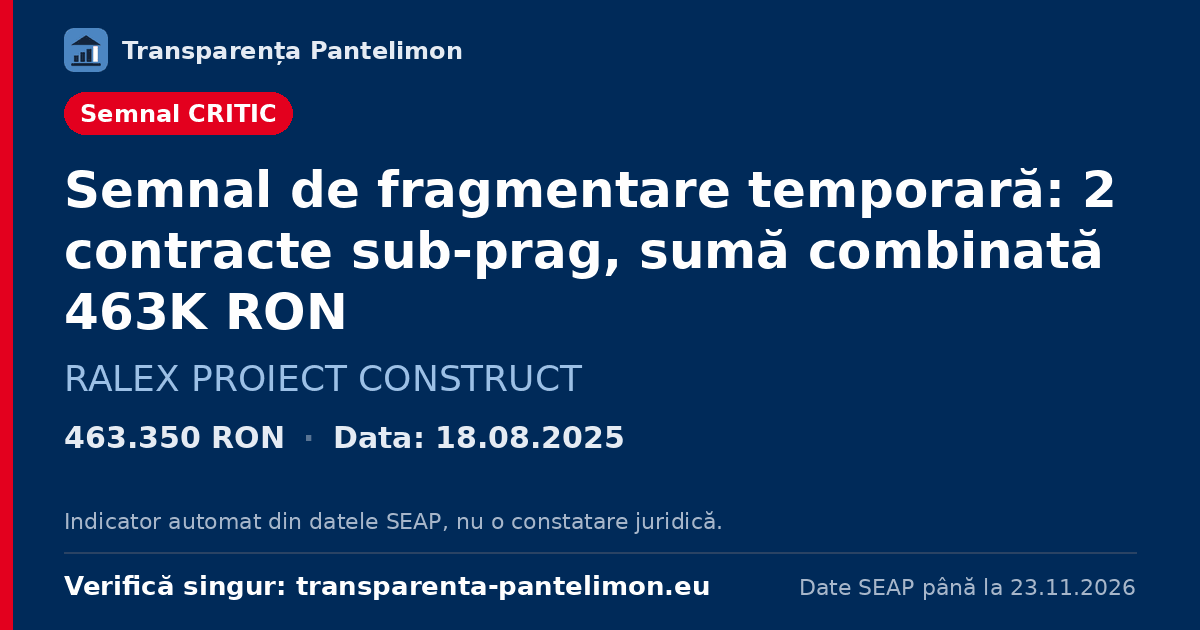 Transparența Pantelimon
Semnal CRITIC
Semnal de fragmentare temporară: 2
contracte sub-prag, sumă combinată
463K RON
RALEX PROIECT CONSTRUCT
463.350 RON · Data: 18.08.2025
Indicator automat din datele SEAP, nu o constatare juridică.
Verifică singur: transparenta-pantelimon.eu
Date SEAP până la 23.11.2026